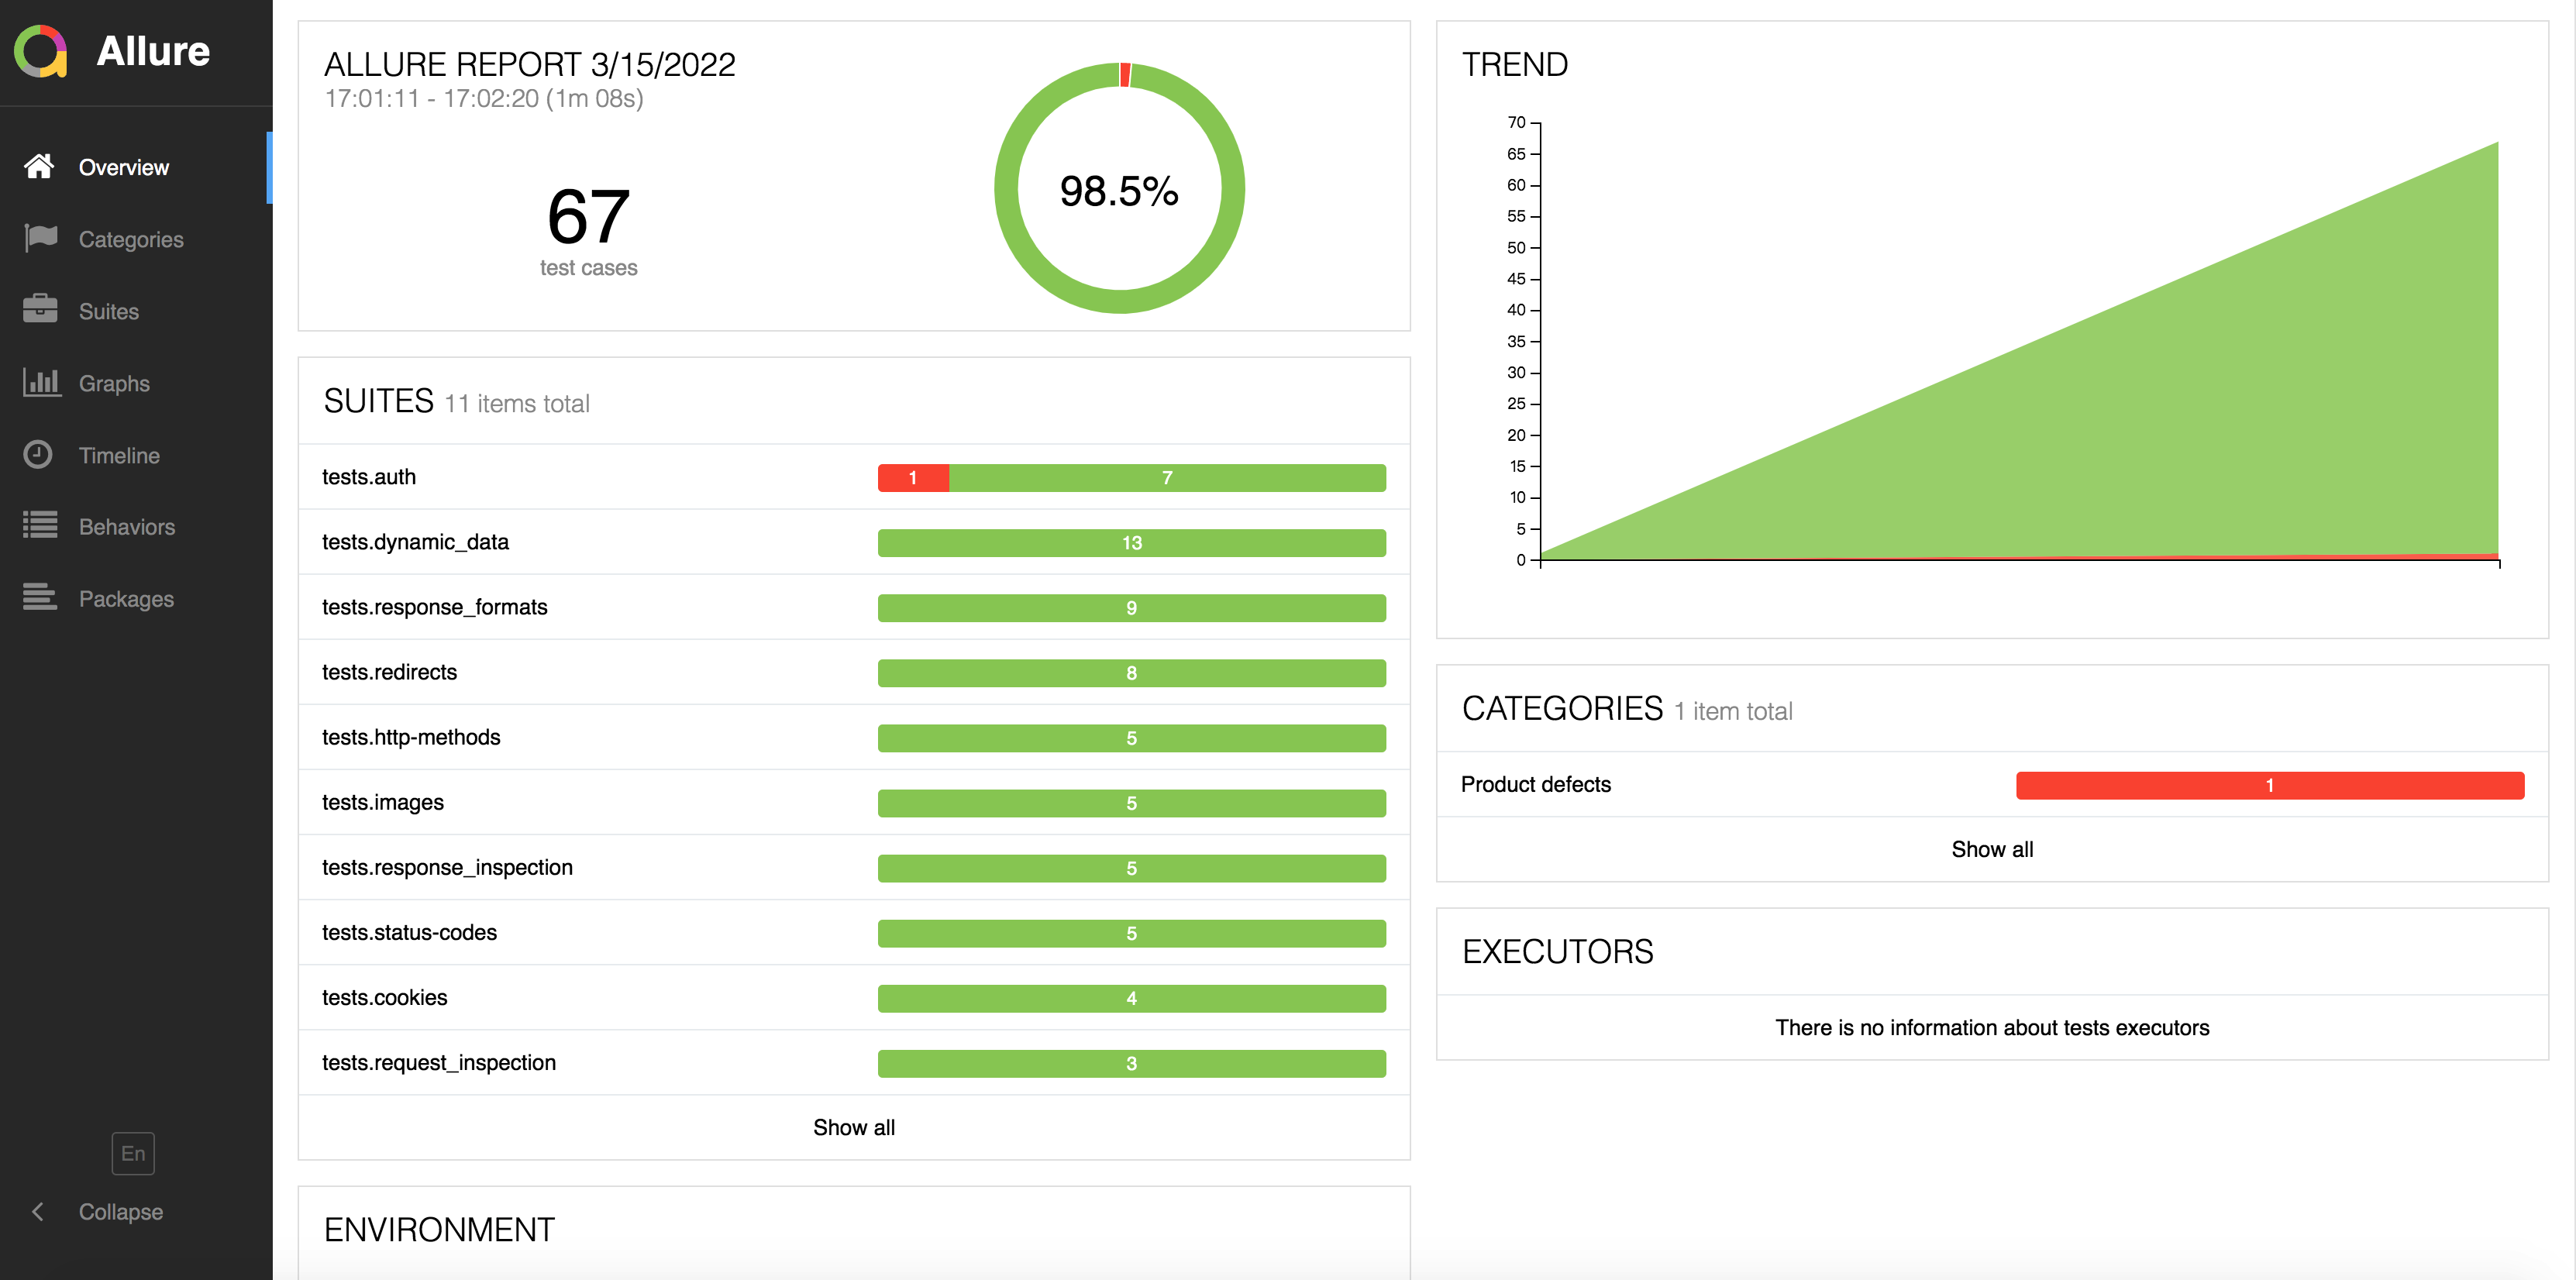 Allure
Overview
Categories
Suites
Graphs
Timeline
Behaviors
Packages
En
Collapse
ALLURE REPORT 3/15/2022
17:01:11 - 17:02:20 (1m 08s)
67
test cases
98.5%
SUITES 11 items total
tests.auth 1 7
tests.dynamic_data 13
tests.response_formats 9
tests.redirects 8
tests.http-methods 5
tests.images 5
tests.response_inspection 5
tests.status-codes 5
tests.cookies 4
tests.request_inspection 3
Show all
ENVIRONMENT
TREND
70
65
60
55
50
45
40
35
30
25
20
15
10
5
0
CATEGORIES 1 item total
Product defects 1
Show all
EXECUTORS
There is no information about tests executors